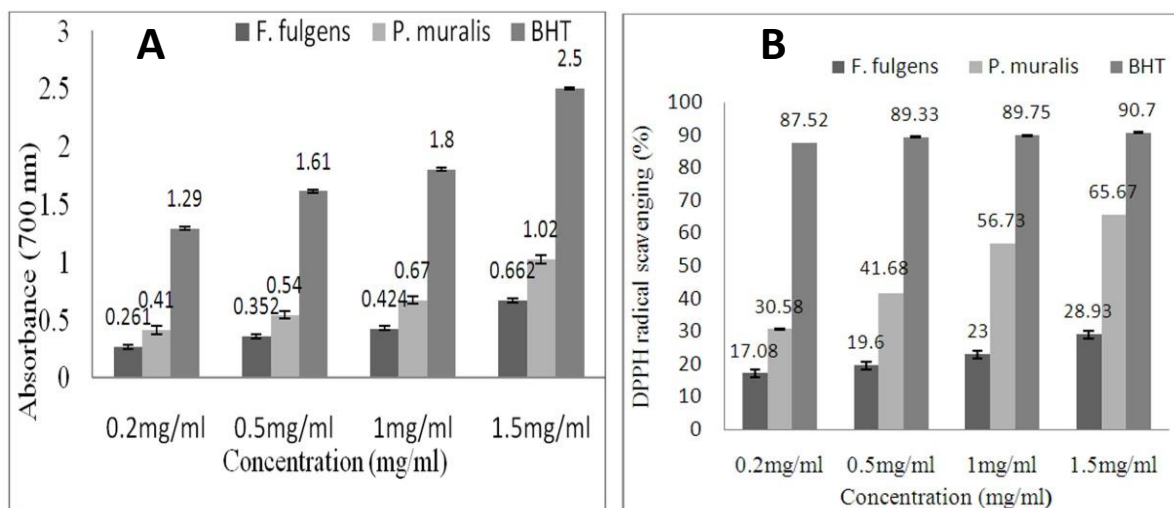 A
F. fulgens P. muralis BHT
Absorbance (700 nm)
3
2.5
2
1.5
1
0.5
0
0.261 0.41 1.29
0.352 0.54 1.61
0.424 0.67 1.8
0.662 1.02 2.5
0.2mg/ml 0.5mg/ml 1mg/ml 1.5mg/ml
Concentration (mg/ml)
B
F. fulgens P. muralis BHT
DPPH radical scavenging (%)
100
90
80
70
60
50
40
30
20
10
0
17.08 30.58 87.52
19.6 41.68 89.33
23 56.73 89.75
28.93 65.67 90.7
0.2mg/ml 0.5mg/ml 1mg/ml 1.5mg/ml
Concentration (mg/ml)